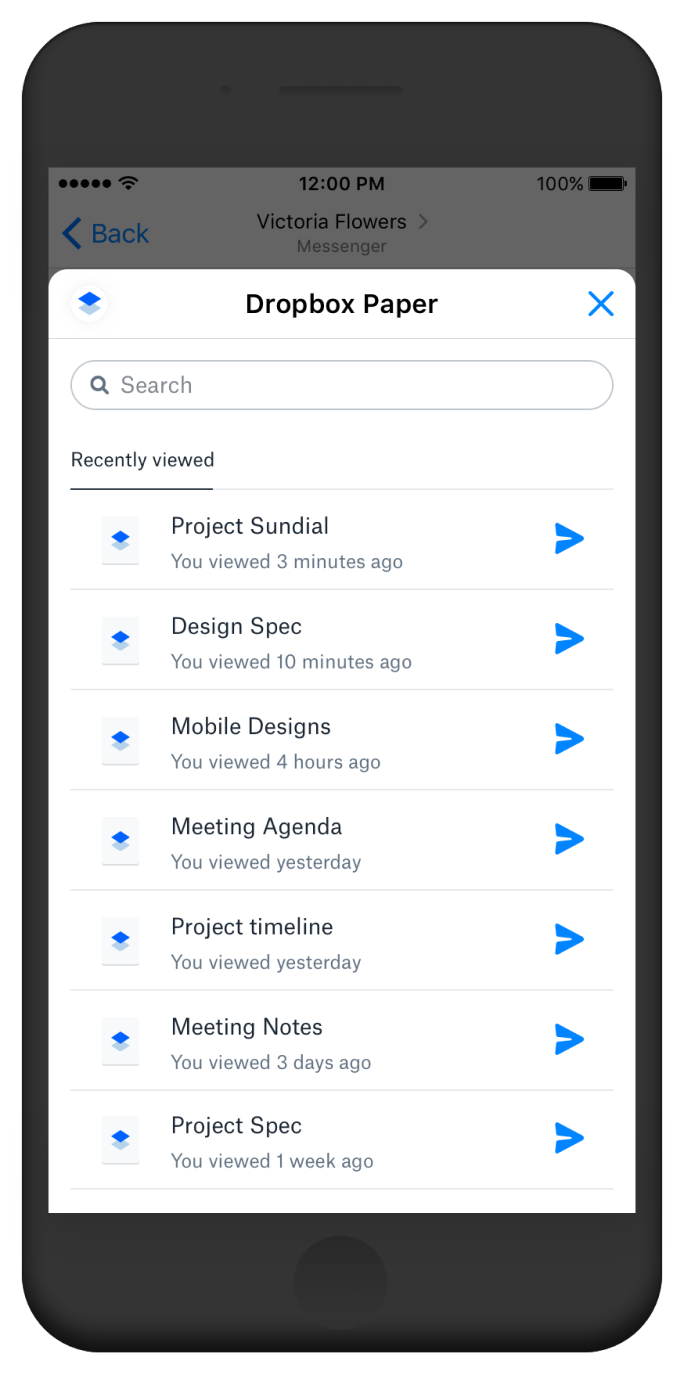 12:00 PM 100%
Back
Victoria Flowers
Messenger
Dropbox Paper
Search
Recently viewed
Project Sundial
You viewed 3 minutes ago
Design Spec
You viewed 10 minutes ago
Mobile Designs
You viewed 4 hours ago
Meeting Agenda
You viewed yesterday
Project timeline
You viewed yesterday
Meeting Notes
You viewed 3 days ago
Project Spec
You viewed 1 week ago